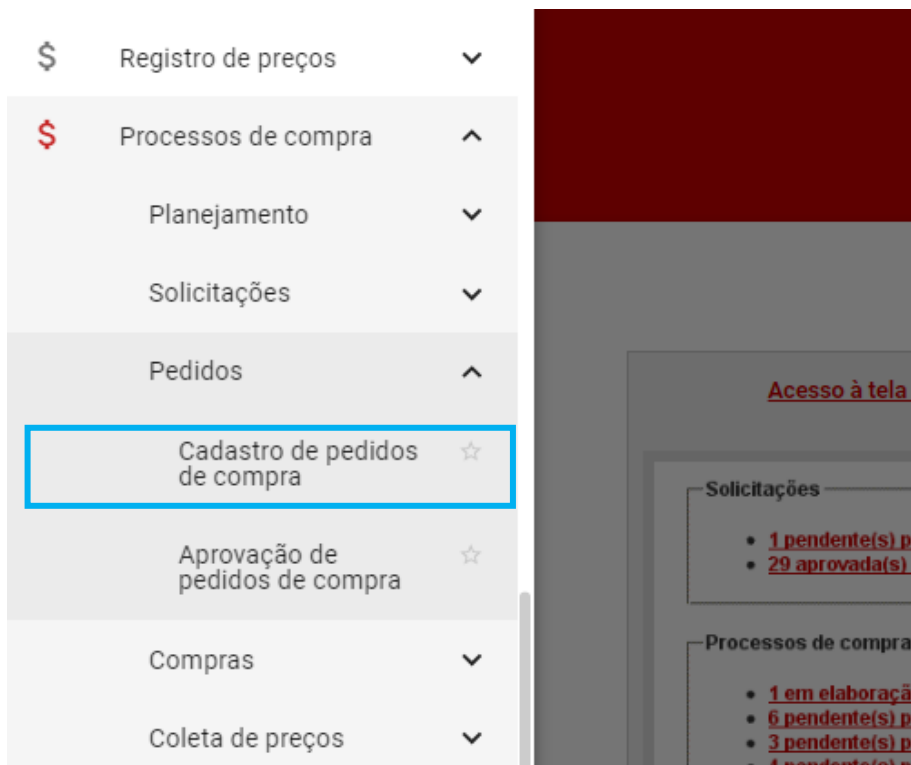 $ Registro de preços
$ Processos de compra
Planejamento
Solicitações
Pedidos
Cadastro de pedidos
de compra
Aprovação de
pedidos de compra
Compras
Coleta de preços
Acesso à tela
Solicitações
1 pendente(s)
29 aprovada(s)
Processos de compra
1 em
6 pendente(s)
3 pendente(s)
4 pendente(s)